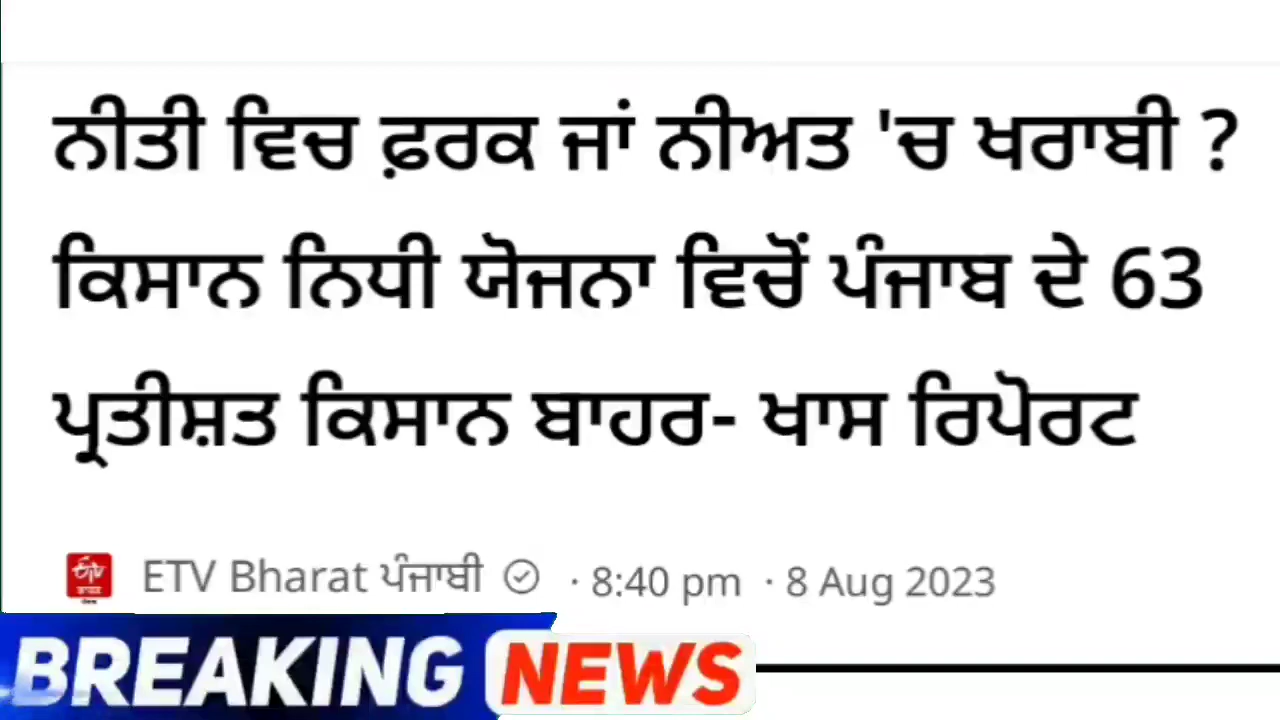 ਨੀਤੀ ਵਿਚ ਫ਼ਰਕ ਜਾਂ ਨੀਅਤ 'ਚ ਖਰਾਬੀ ?
ਕਿਸਾਨ ਨਿਧੀ ਯੋਜਨਾ ਵਿਚੋਂ ਪੰਜਾਬ ਦੇ 63
ਪ੍ਰਤੀਸ਼ਤ ਕਿਸਾਨ ਬਾਹਰ- ਖਾਸ ਰਿਪੋਰਟ
ETV Bharat ਪੰਜਾਬੀ · 8:40 pm · 8 Aug 2023
BREAKING NEWS